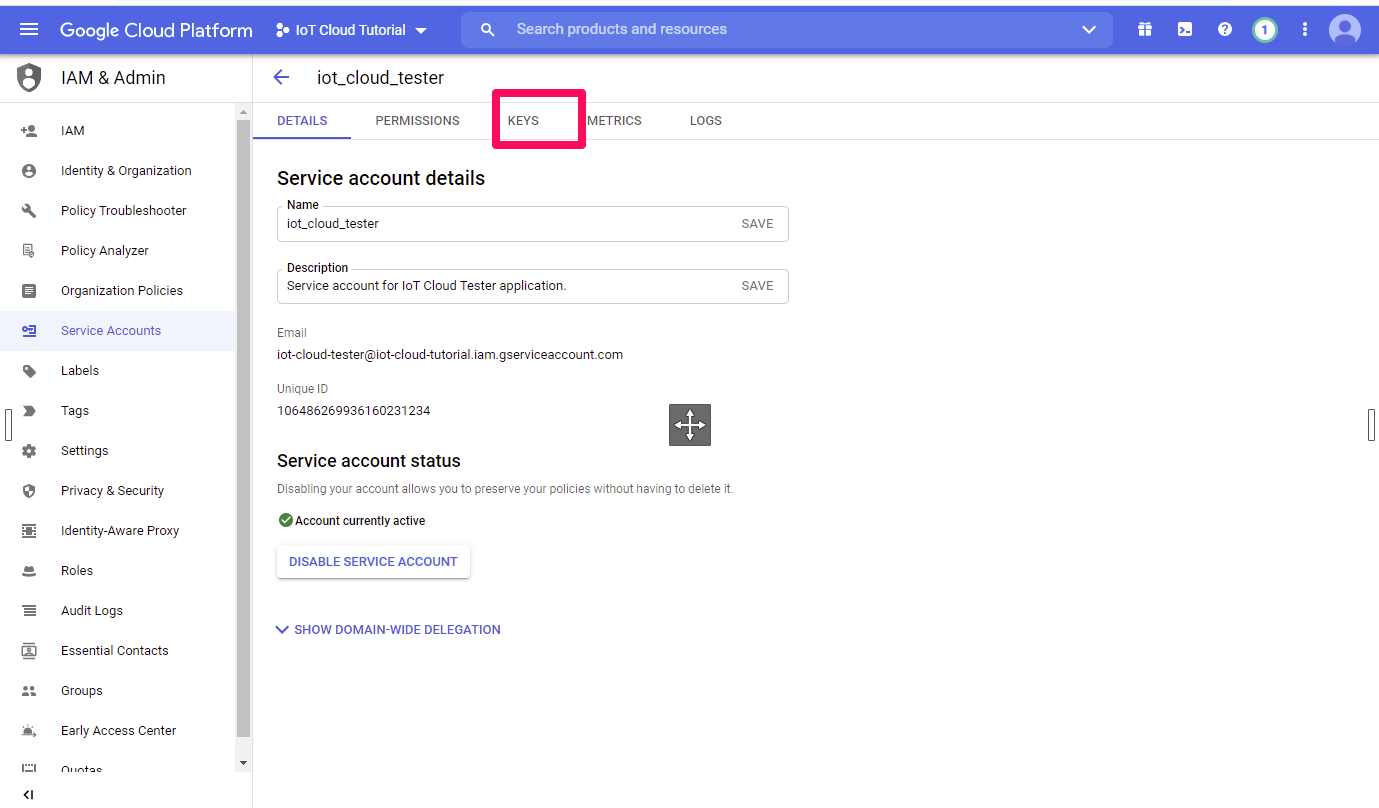 Google Cloud Platform IoT Cloud Tutorial Search products and resources 1
IAM & Admin
iot_cloud_tester
DETAILS PERMISSIONS KEYS METRICS LOGS
IAM
Identity & Organization
Policy Troubleshooter
Policy Analyzer
Organization Policies
Service Accounts
Labels
Tags
Settings
Privacy & Security
Identity-Aware Proxy
Roles
Audit Logs
Essential Contacts
Groups
Early Access Center
Quotas
Service account details
Name
iot_cloud_tester SAVE
Description
Service account for IoT Cloud Tester application. SAVE
Email
iot-cloud-tester@iot-cloud-tutorial.iam.gserviceaccount.com
Unique ID
106486269936160231234
Service account status
Disabling your account allows you to preserve your policies without having to delete it.
Account currently active
DISABLE SERVICE ACCOUNT
SHOW DOMAIN-WIDE DELEGATION